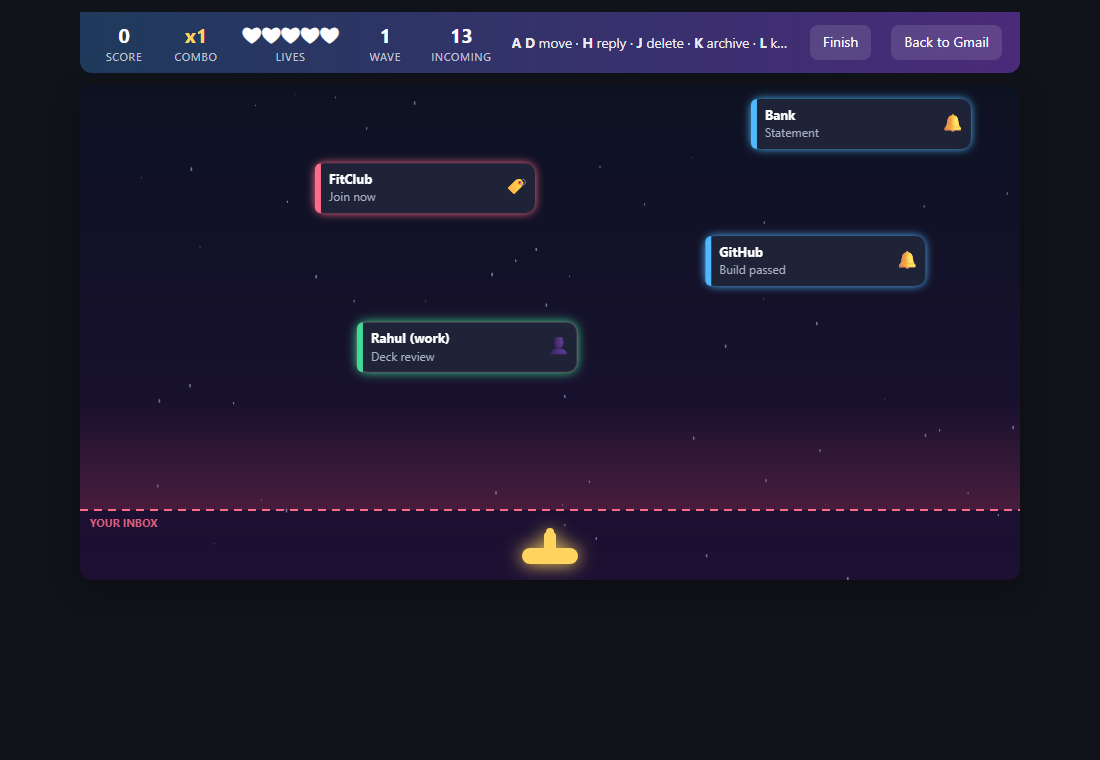 0 x1 🤍🤍🤍🤍🤍 1 13 A D move · H reply · J delete · K archive · L k... Finish Back to Gmail
SCORE COMBO LIVES WAVE INCOMING
Bank
Statement
FitClub
Join now
GitHub
Build passed
Rahul (work)
Deck review
YOUR INBOX